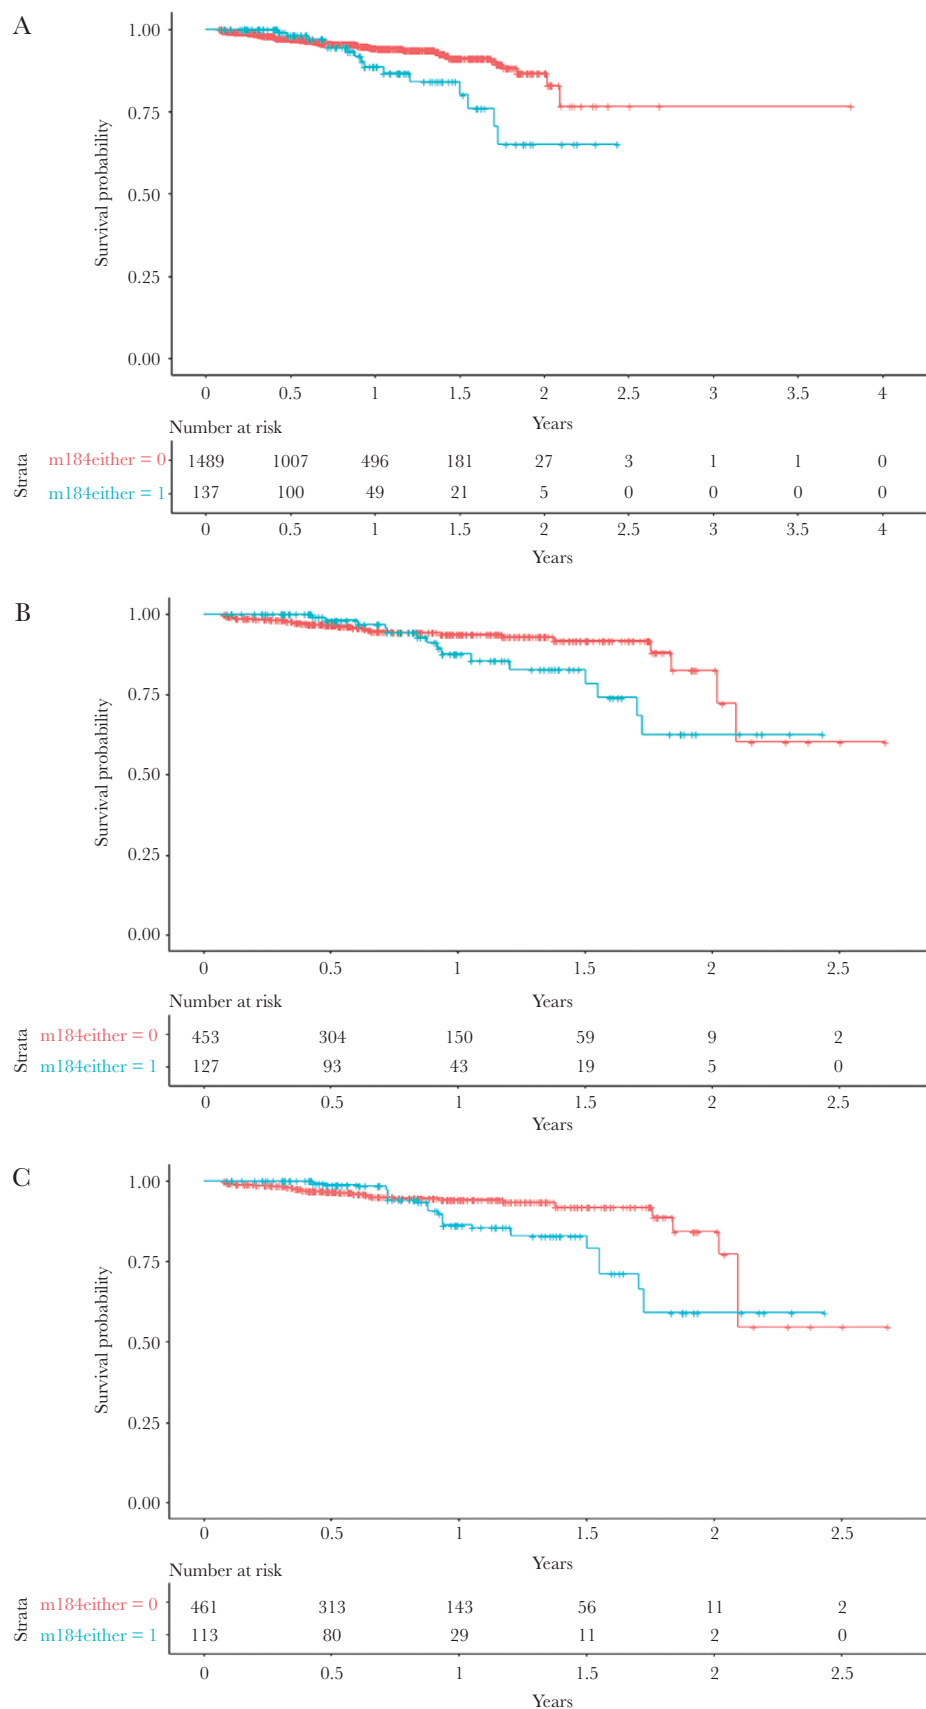 A
Survival probability
1.00
0.75
0.50
0.25
0.00
0 0.5 1 1.5 2 2.5 3 3.5 4
Years
Number at risk
Strata
m184either = 0 1489 1007 496 181 27 3 1 1 0
m184either = 1 137 100 49 21 5 0 0 0 0
0 0.5 1 1.5 2 2.5 3 3.5 4
Years
B
Survival probability
1.00
0.75
0.50
0.25
0.00
0 0.5 1 1.5 2 2.5
Number at risk Years
Strata
m184either = 0 453 304 150 59 9 2
m184either = 1 127 93 43 19 5 0
0 0.5 1 1.5 2 2.5
Years
C
Survival probability
1.00
0.75
0.50
0.25
0.00
0 0.5 1 1.5 2 2.5
Years
Number at risk
Strata
m184either = 0 461 313 143 56 11 2
m184either = 1 113 80 29 11 2 0
0 0.5 1 1.5 2 2.5
Years